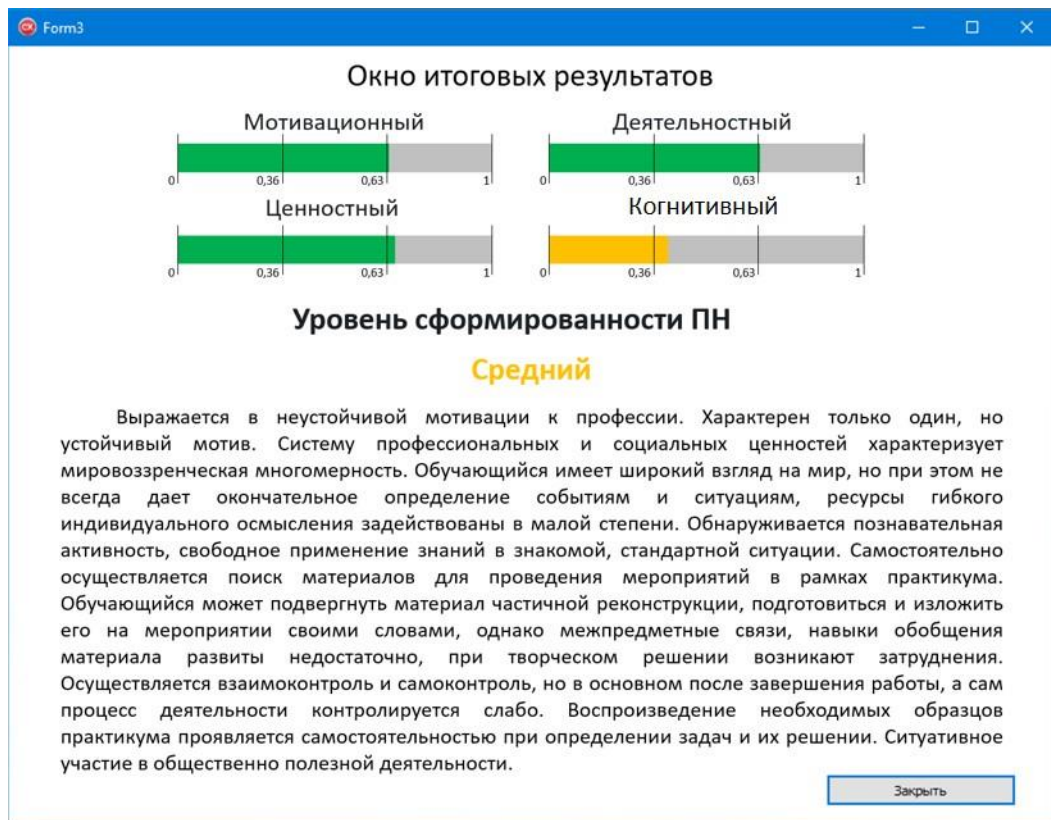 Form3
Окно итоговых результатов
Мотивационный
Деятельностный
0 0,36 0,63 1
0 0,36 0,63 1
Ценностный
Когнитивный
0 0,36 0,63 1
0 0,36 0,63 1
Уровень сформированности ПН
Средний
Выражается в неустойчивой мотивации к профессии. Характерен только один, но
устойчивый мотив. Систему профессиональных и социальных ценностей характеризует
мировоззренческая многомерность. Обучающийся имеет широкий взгляд на мир, но при этом не
всегда дает окончательное определение событиям и ситуациям, ресурсы гибкого
индивидуального осмысления задействованы в малой степени. Обнаруживается познавательная
активность, свободное применение знаний в знакомой, стандартной ситуации. Самостоятельно
осуществляется поиск материалов для проведения мероприятий в рамках практикума.
Обучающийся может подвергнуть материал частичной реконструкции, подготовиться и изложить
его на мероприятии своими словами, однако межпредметные связи, навыки обобщения
материала развиты недостаточно, при творческом решении возникают затруднения.
Осуществляется взаимоконтроль и самоконтроль, но в основном после завершения работы, а сам
процесс деятельности контролируется слабо. Воспроизведение необходимых образцов
практикума проявляется самостоятельностью при определении задач и их решении. Ситуативное
участие в общественно полезной деятельности.
Закрыть